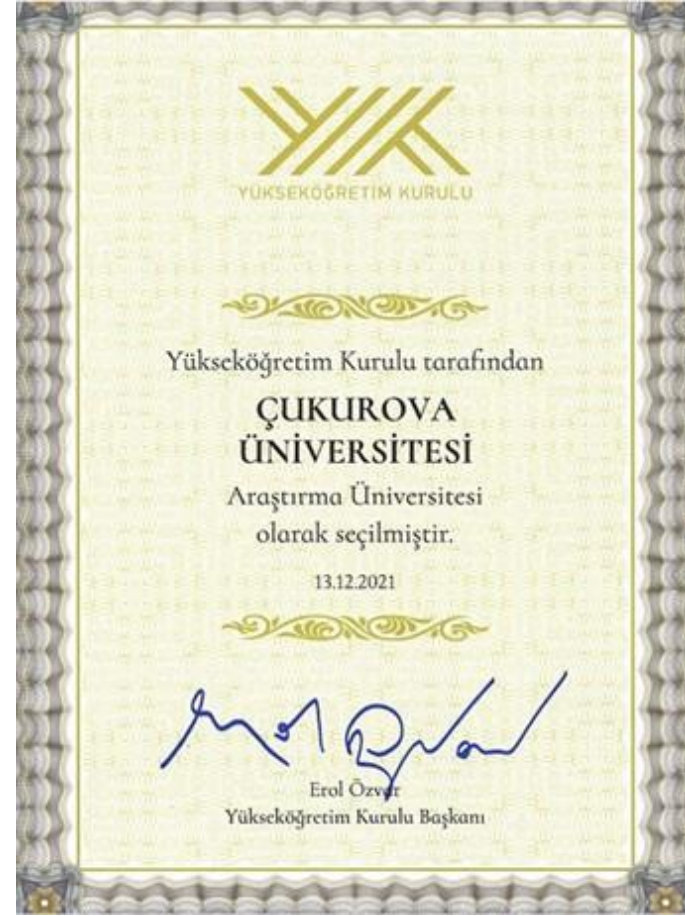 YÜKSEKÖĞRETİM KURULU
Yükseköğretim Kurulu tarafından
ÇUKUROVA
ÜNİVERSİTESİ
Araştırma Üniversitesi
olarak seçilmiştir.
13.12.2021
Erol Özvar
Yükseköğretim Kurulu Başkanı